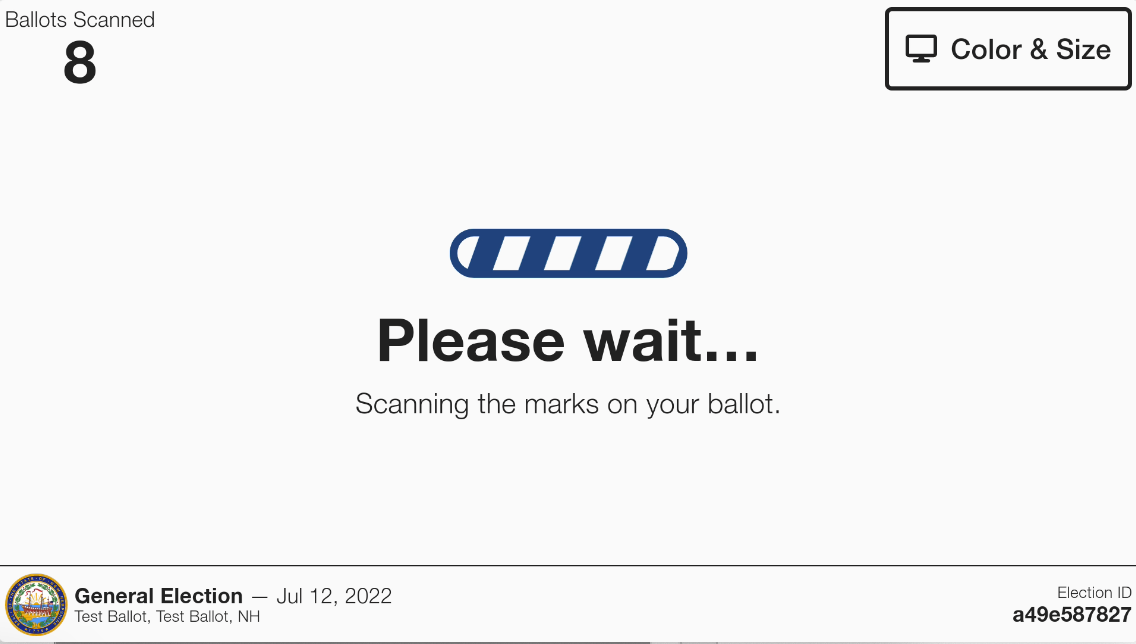 Ballots Scanned
8
Color & Size
Please wait…
Scanning the marks on your ballot.
General Election — Jul 12, 2022
Test Ballot, Test Ballot, NH
Election ID
a49e587827